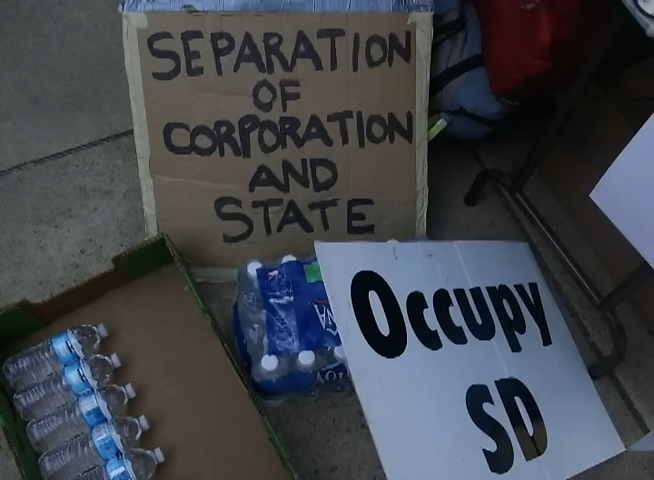 SEPARATION
OF
CORPORATION
AND
STATE
Occupy
SD